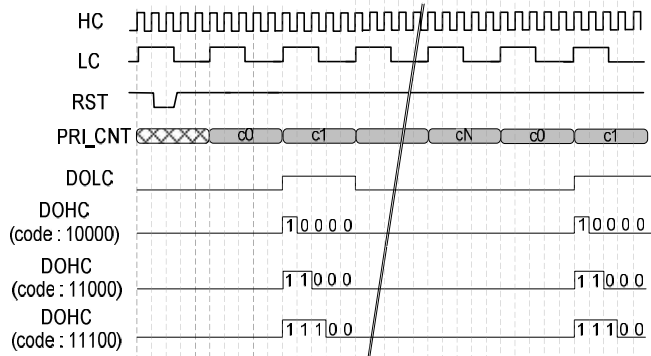 HC
LC
RST
PRI_CNT c0 c1 cN c0 c1
DOLC
DOHC
(code : 10000) 1 0 0 0 0 1 0 0 0 0
DOHC
(code : 11000) 1 1 0 0 0 1 1 0 0 0
DOHC
(code : 11100) 1 1 1 0 0 1 1 1 0 0